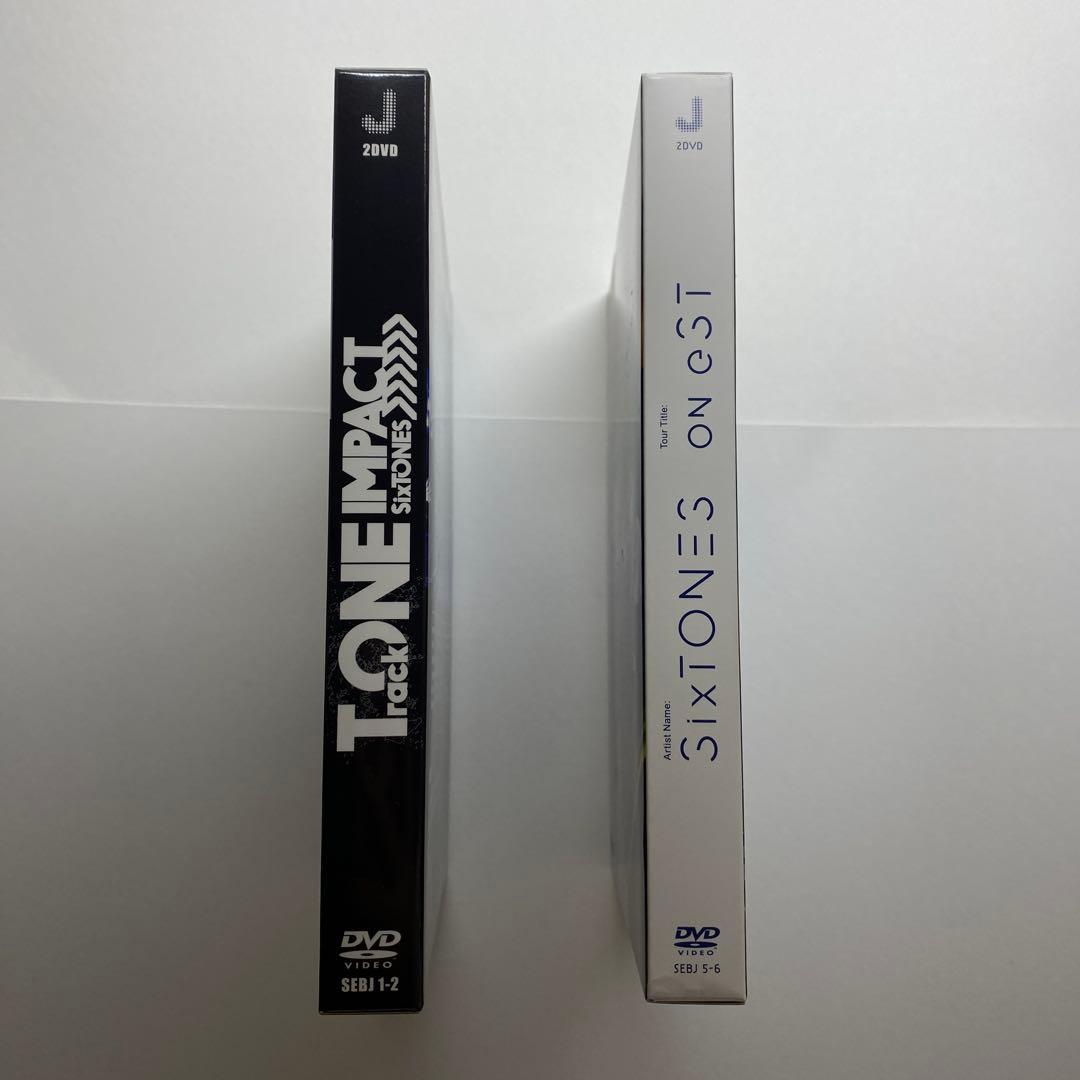 J
2DVD
TrackONE IMPACT
SixTONES
DVD
VIDEO
SEBJ 1-2
J
2DVD
Artist Name:
SixTONES
Tour Title:
ON eST
DVD
VIDEO
SEBJ 5-6